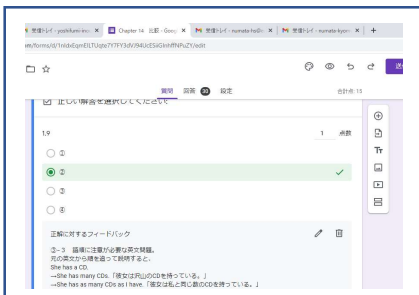 受信トレイ - yoshifumi-ino
Chapter 14 比較 - Goog
受信トレイ - numata-ho@
受信トレイ - numata-kyon
/edit
質問 回答 30 設定
合計点: 15
正しい解答を選択してください
1.9
1 点数
①
②
③
④
正解に対するフィードバック
②-3 語順に注意が必要な英文問題。
元の英文から順を追って説明すると、
She has a CD.
→She has many CDs.「彼女は沢山のCDを持っている。」
→She has as many CDs as I have.「彼女は私と同じ数のCDを持っている。」